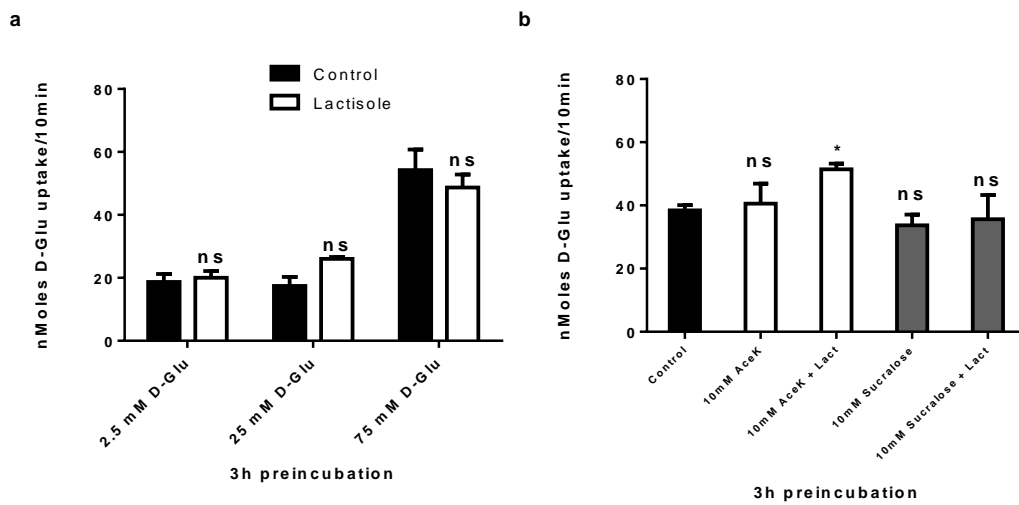 a
nMoles D-Glu uptake/10min
80
60
40
20
0
Control
Lactisole
ns
ns
ns
2.5 mM D-Glu
25 mM D-Glu
75 mM D-Glu
3h preincubation
b
nMoles D-Glu uptake/10min
80
60
40
20
0
ns
*
ns
ns
Control
10mM AceK
10mM AceK + Lact
10mM Sucralose
10mM Sucralose + Lact
3h preincubation